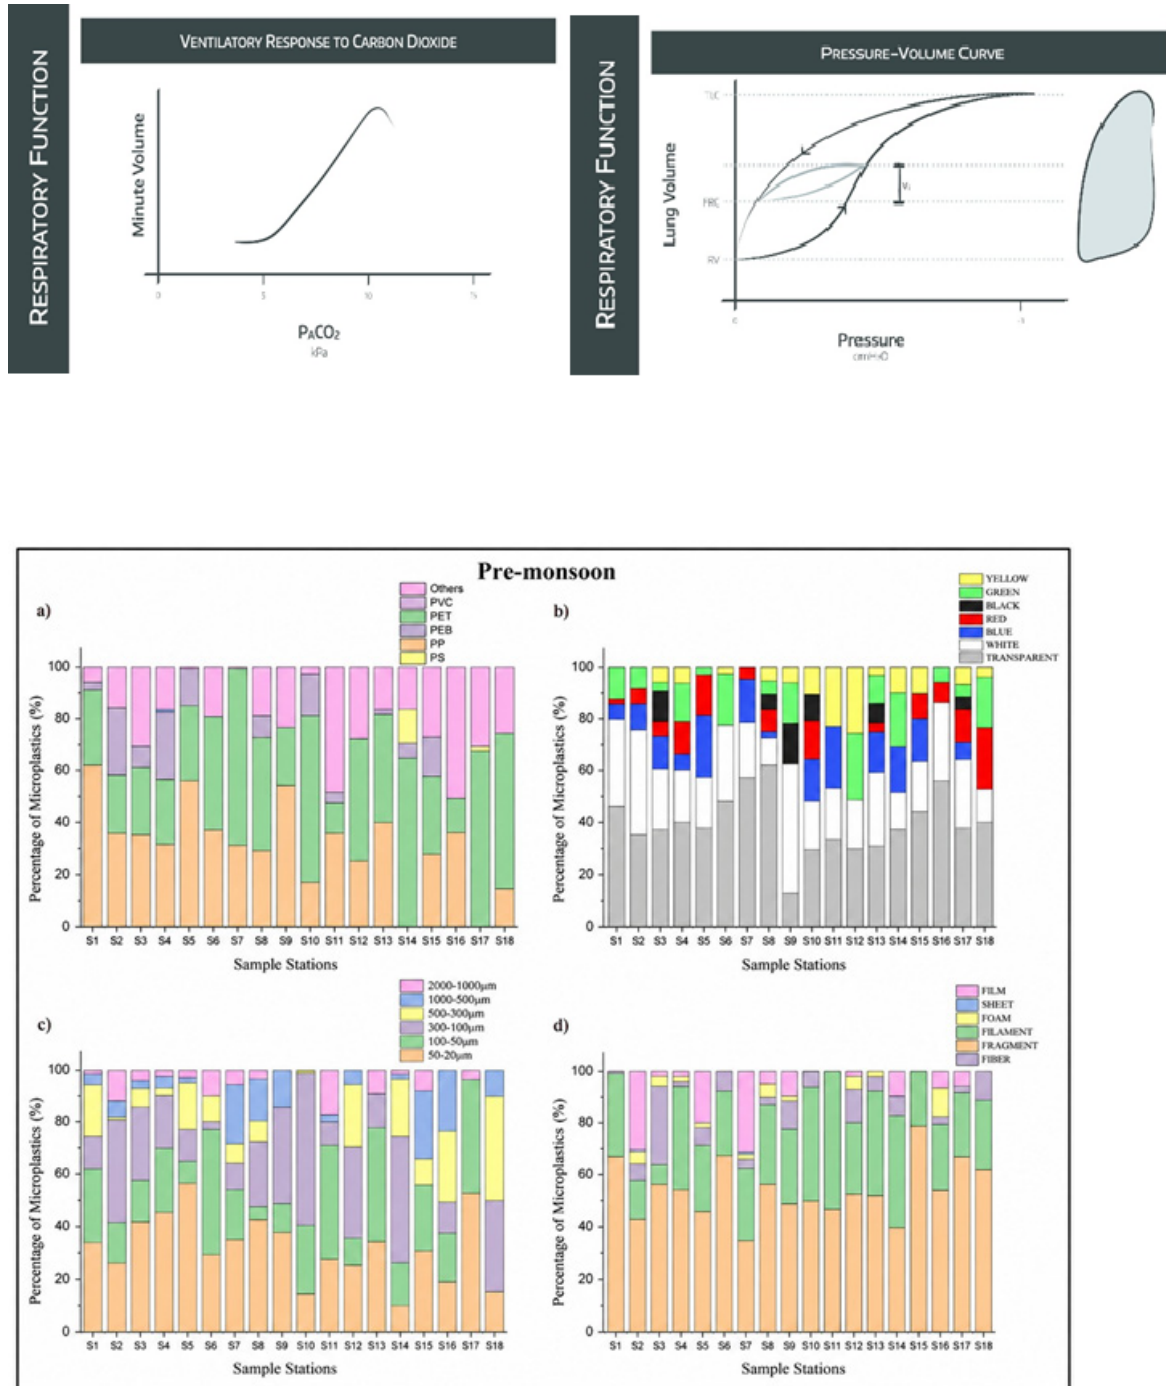 RESPIRATORY FUNCTION
VENTILATORY RESPONSE TO CARBON DIOXIDE
Minute Volume
0 5 10 15
PACO2
kPa
RESPIRATORY FUNCTION
PRESSURE–VOLUME CURVE
TLC
FRC
RV
Lung Volume
0
Pressure
cmH2O
Pre-monsoon
a)
Others
PVC
PET
PEB
PP
PS
Percentage of Microplastics (%)
100
80
60
40
20
0
S1 S2 S3 S4 S5 S6 S7 S8 S9 S10 S11 S12 S13 S14 S15 S16 S17 S18
Sample Stations
b)
YELLOW
GREEN
BLACK
RED
BLUE
WHITE
TRANSPARENT
Percentage of Microplastics (%)
100
80
60
40
20
0
S1 S2 S3 S4 S5 S6 S7 S8 S9 S10 S11 S12 S13 S14 S15 S16 S17 S18
Sample Stations
c)
2000-1000µm
1000-500µm
500-300µm
300-100µm
100-50µm
50-20µm
Percentage of Microplastics (%)
100
80
60
40
20
0
S1 S2 S3 S4 S5 S6 S7 S8 S9 S10 S11 S12 S13 S14 S15 S16 S17 S18
Sample Stations
d)
FILM
SHEET
FOAM
FILAMENT
FRAGMENT
FIBER
Percentage of Microplastics (%)
100
80
60
40
20
0
S1 S2 S3 S4 S5 S6 S7 S8 S9 S10 S11 S12 S13 S14 S15 S16 S17 S18
Sample Stations